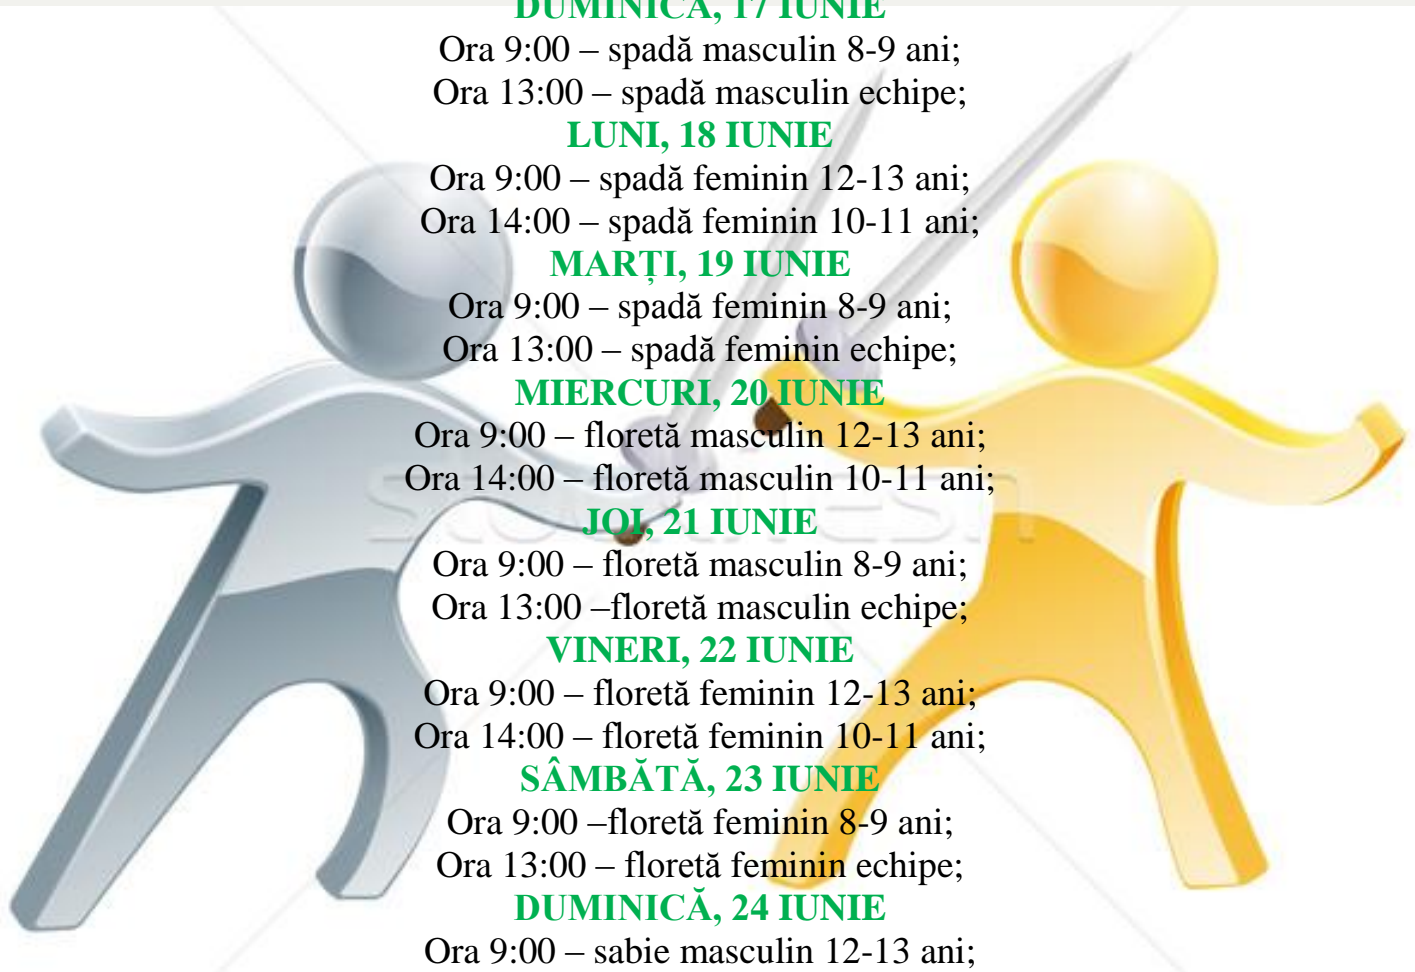 DUMINICĂ, 17 IUNIE
Ora 9:00 – spadă masculin 8-9 ani;
Ora 13:00 – spadă masculin echipe;
LUNI, 18 IUNIE
Ora 9:00 – spadă feminin 12-13 ani;
Ora 14:00 – spadă feminin 10-11 ani;
MARȚI, 19 IUNIE
Ora 9:00 – spadă feminin 8-9 ani;
Ora 13:00 – spadă feminin echipe;
MIERCURI, 20 IUNIE
Ora 9:00 – floretă masculin 12-13 ani;
Ora 14:00 – floretă masculin 10-11 ani;
JOI, 21 IUNIE
Ora 9:00 – floretă masculin 8-9 ani;
Ora 13:00 –floretă masculin echipe;
VINERI, 22 IUNIE
Ora 9:00 – floretă feminin 12-13 ani;
Ora 14:00 – floretă feminin 10-11 ani;
SÂMBĂTĂ, 23 IUNIE
Ora 9:00 –floretă feminin 8-9 ani;
Ora 13:00 – floretă feminin echipe;
DUMINICĂ, 24 IUNIE
Ora 9:00 – sabie masculin 12-13 ani;